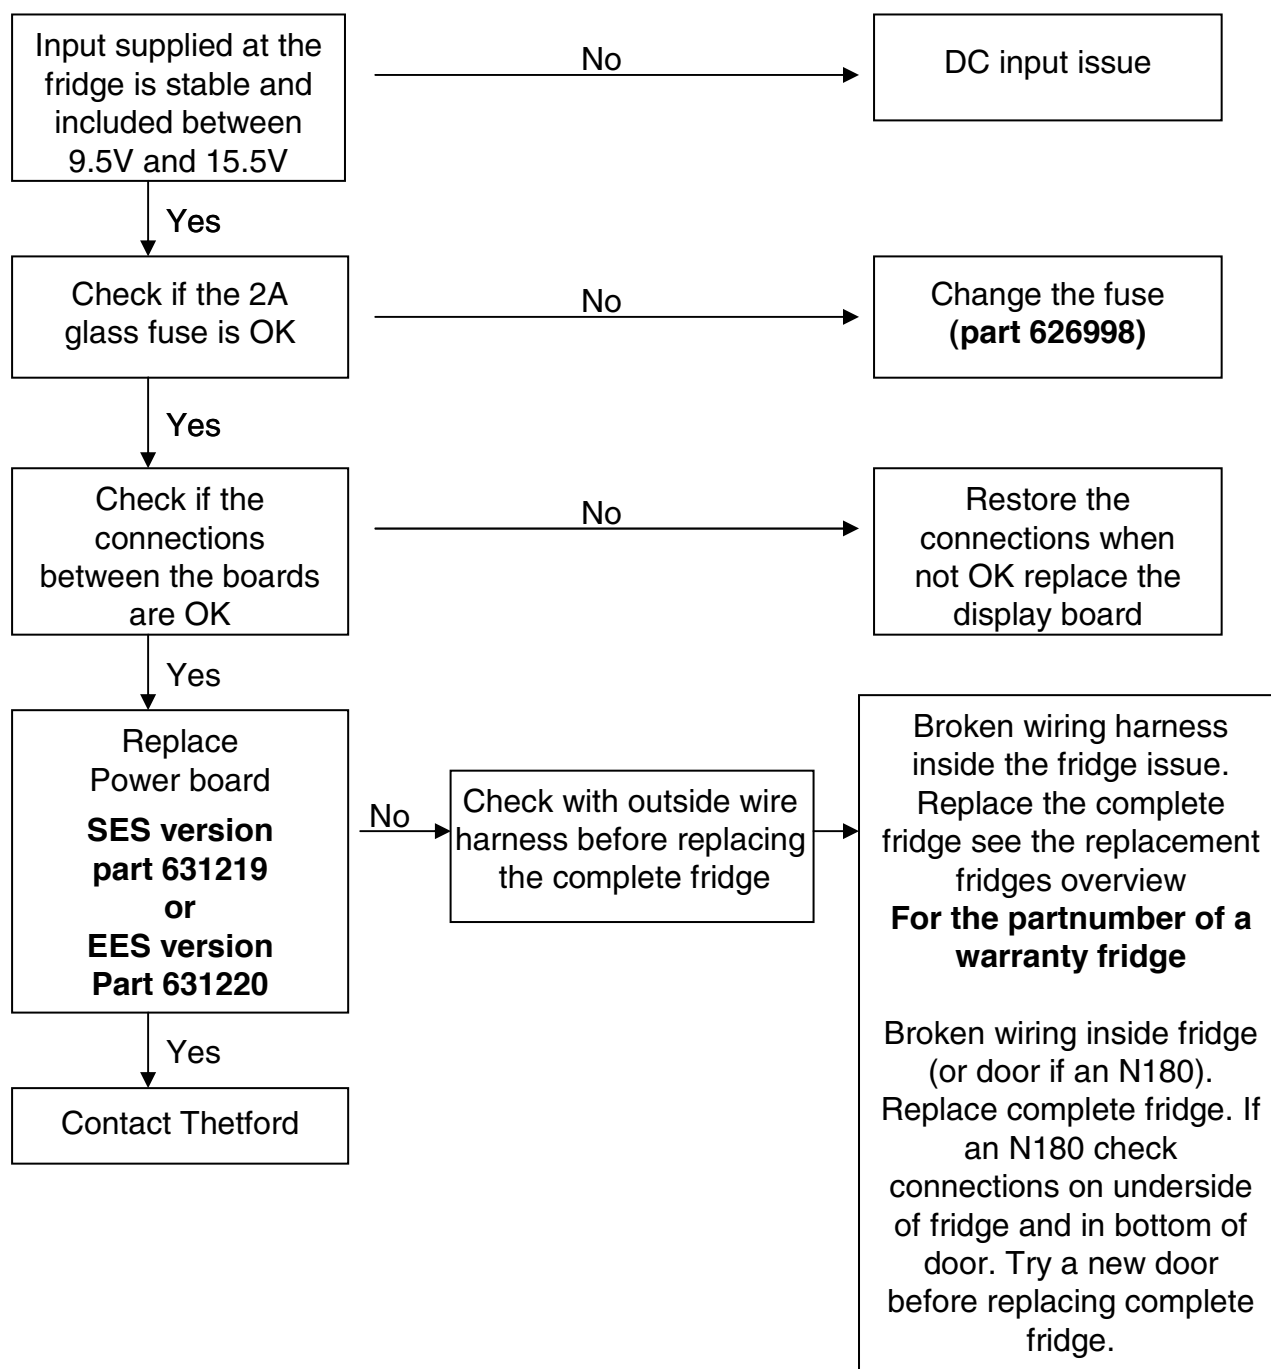 Input supplied at the
fridge is stable and
included between
9.5V and 15.5V
No
DC input issue
Yes
Check if the 2A
glass fuse is OK
No
Change the fuse
(part 626998)
Yes
Check if the
connections
between the boards
are OK
No
Restore the
connections when
not OK replace the
display board
Yes
Replace
Power board
SES version
part 631219
or
EES version
Part 631220
No
Check with outside wire
harness before replacing
the complete fridge
Broken wiring harness
inside the fridge issue.
Replace the complete
fridge see the replacement
fridges overview
For the partnumber of a
warranty fridge
Broken wiring inside fridge
(or door if an N180).
Replace complete fridge. If
an N180 check
connections on underside
of fridge and in bottom of
door. Try a new door
before replacing complete
fridge.
Yes
Contact Thetford